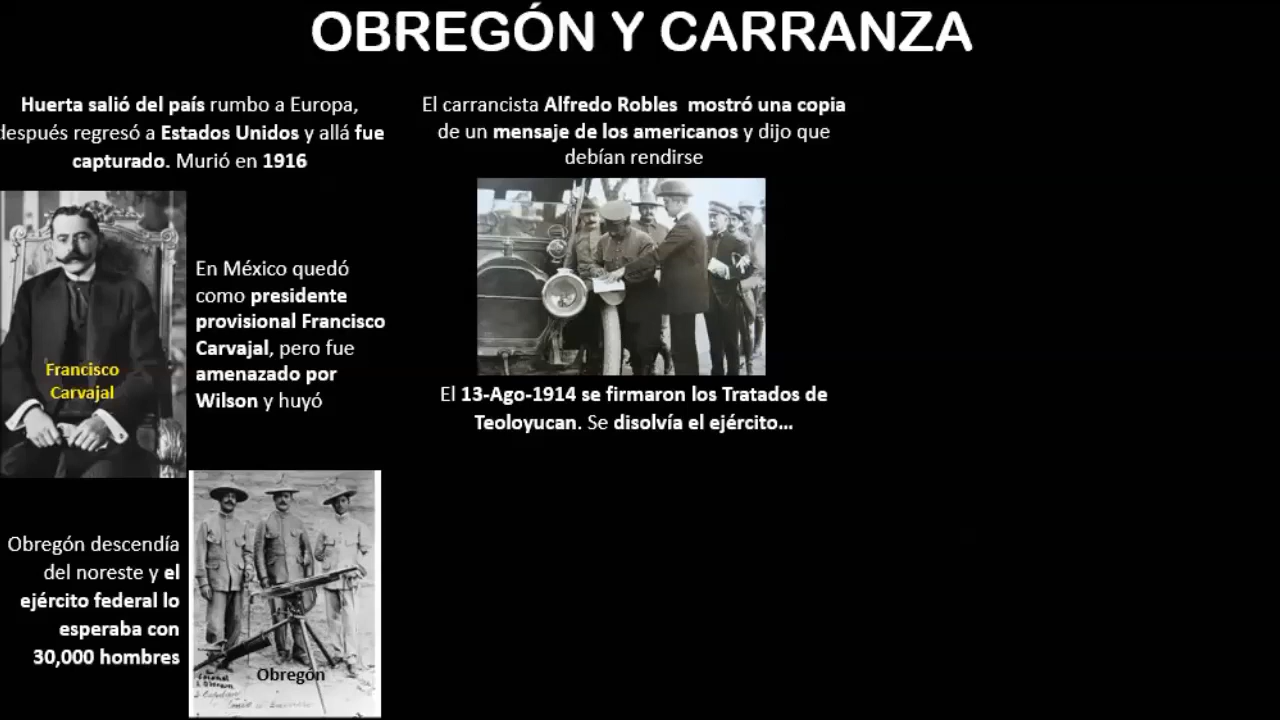 OBREGÓN Y CARRANZA
Huerta salió del país rumbo a Europa,
después regresó a Estados Unidos y allá fue
capturado. Murió en 1916
Francisco
Carvajal
En México quedó
como presidente
provisional Francisco
Carvajal, pero fue
amenazado por
Wilson y huyó
Obregón descendía
del noreste y el
ejército federal lo
esperaba con
30,000 hombres
Obregón
El carrancista Alfredo Robles mostró una copia
de un mensaje de los americanos y dijo que
debían rendirse
El 13-Ago-1914 se firmaron los Tratados de
Teoloyucan. Se disolvía el ejército...